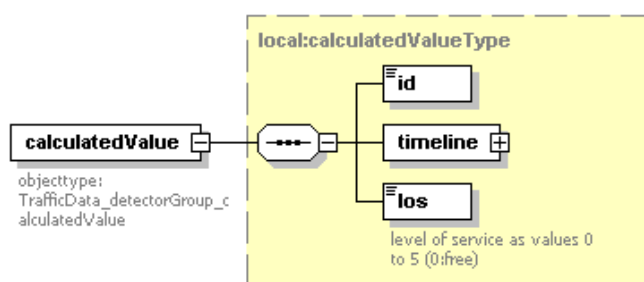 local:calculatedValueType
id
calculatedValue
timeline
objecttype:
TrafficData_detectorGroup_c
alculatedValue
los
level of service as values 0
to 5 (0:free)